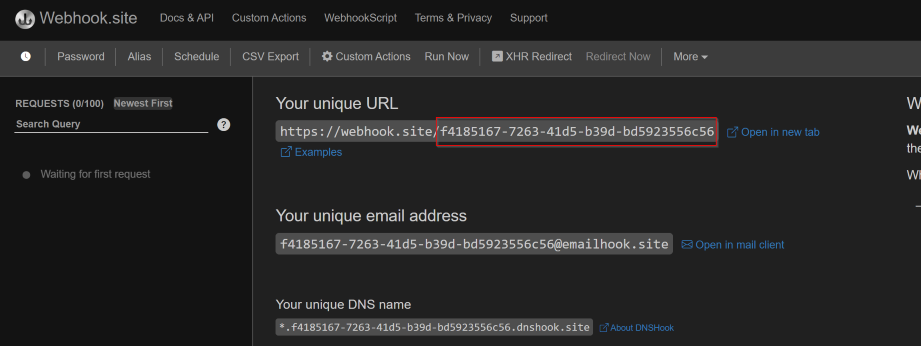 Webhook.site Docs & API Custom Actions WebhookScript Terms & Privacy Support
Password Alias Schedule CSV Export Custom Actions Run Now XHR Redirect Redirect Now More
REQUESTS (0/100) Newest First
Search Query ?
Waiting for first request
Your unique URL
https://webhook.site/f4185167-7263-41d5-b39d-bd5923556c56 Open in new tab
Examples
Your unique email address
f4185167-7263-41d5-b39d-bd5923556c56@emailhook.site Open in mail client
Your unique DNS name
*.f4185167-7263-41d5-b39d-bd5923556c56.dnshook.site About DNSHook
W
We
the
Wh